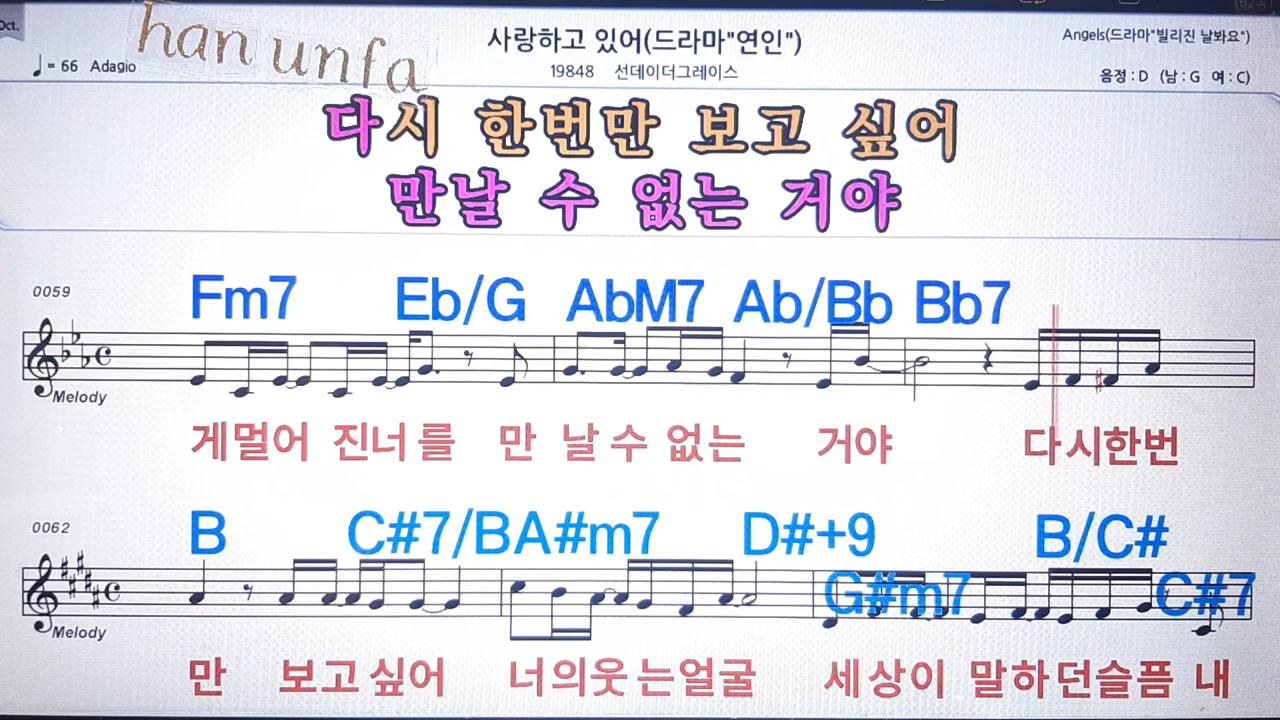 Oct.
han unfa
사랑하고 있어(드라마"연인")
Angels(드라마"빌리진 날봐요")
♩= 66 Adagio
19848 선데이더그레이스
음정 : D (남 : G 여 : C)
다시 한번만 보고 싶어
만날 수 없는 거야
0059
Fm7 Eb/G AbM7 Ab/Bb Bb7
Melody
게멀어 진너를 만 날수 없는 거야 다시한번
0062
B C#7/B A#m7 D#+9 G#m7 B/C# C#7
Melody
만 보고싶어 너의웃는얼굴 세상이 말하던슬픔 내